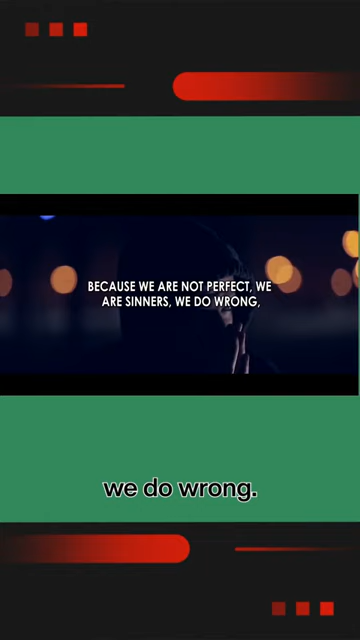 BECAUSE WE ARE NOT PERFECT, WE
ARE SINNERS, WE DO WRONG,
we do wrong.